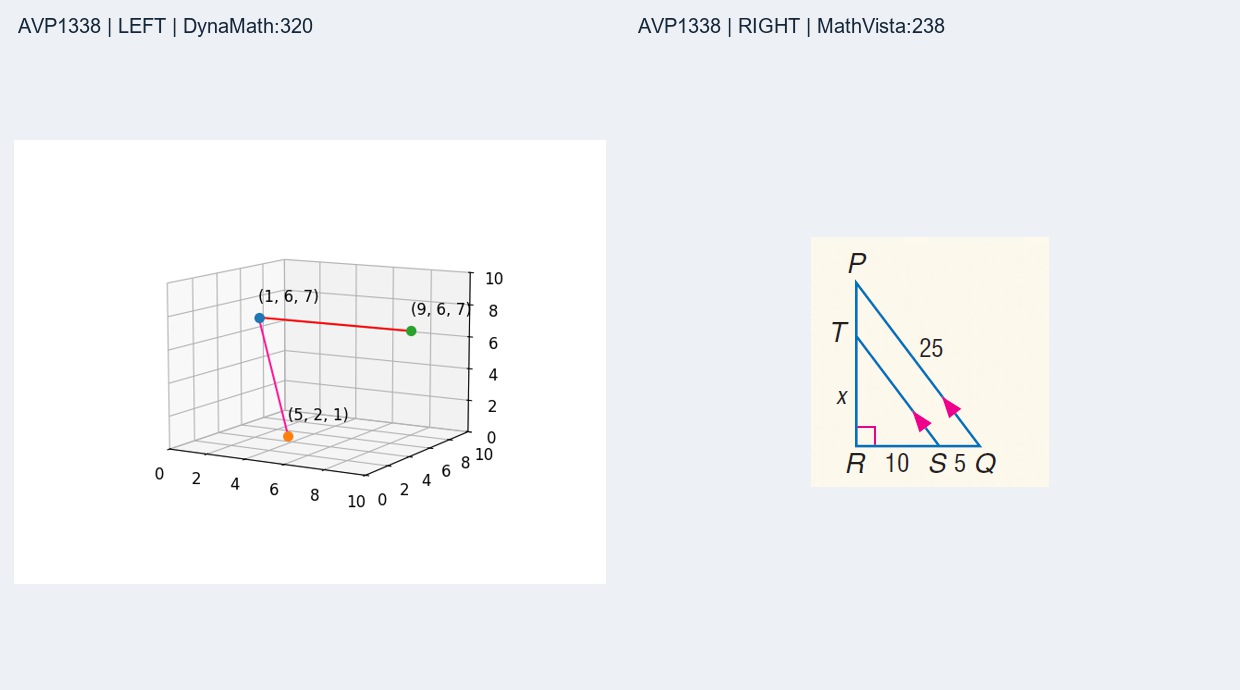 AVP1338 | LEFT | DynaMath:320
AVP1338 | RIGHT | MathVista:238
(1, 6, 7)
(9, 6, 7)
(5, 2, 1)
10
8
6
4
2
0
0 2 4 6 8 10
0 2 4 6 8 10
P
T
25
x
R 10 S 5 Q